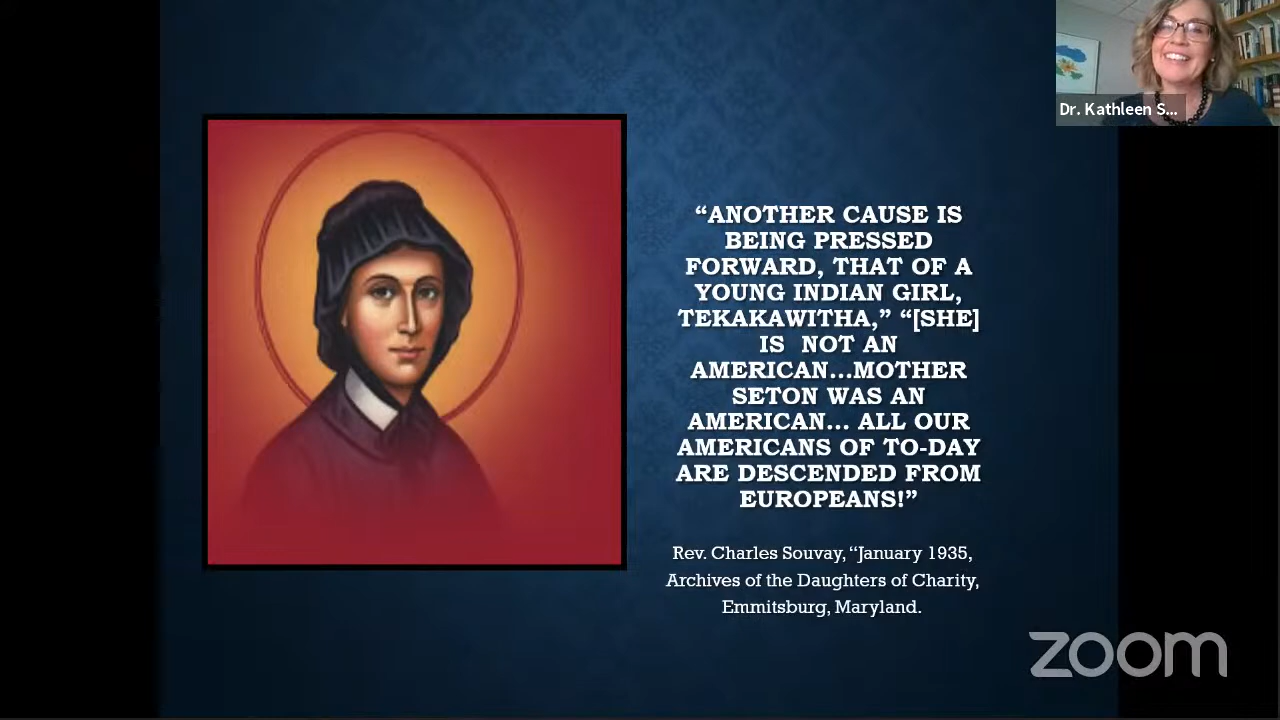 Dr. Kathleen S...
“ANOTHER CAUSE IS
BEING PRESSED
FORWARD, THAT OF A
YOUNG INDIAN GIRL,
TEKAKAWITHA,” “[SHE]
IS NOT AN
AMERICAN...MOTHER
SETON WAS AN
AMERICAN... ALL OUR
AMERICANS OF TO-DAY
ARE DESCENDED FROM
EUROPEANS!”
Rev. Charles Souvay, “January 1935,
Archives of the Daughters of Charity,
Emmitsburg, Maryland.
zoom